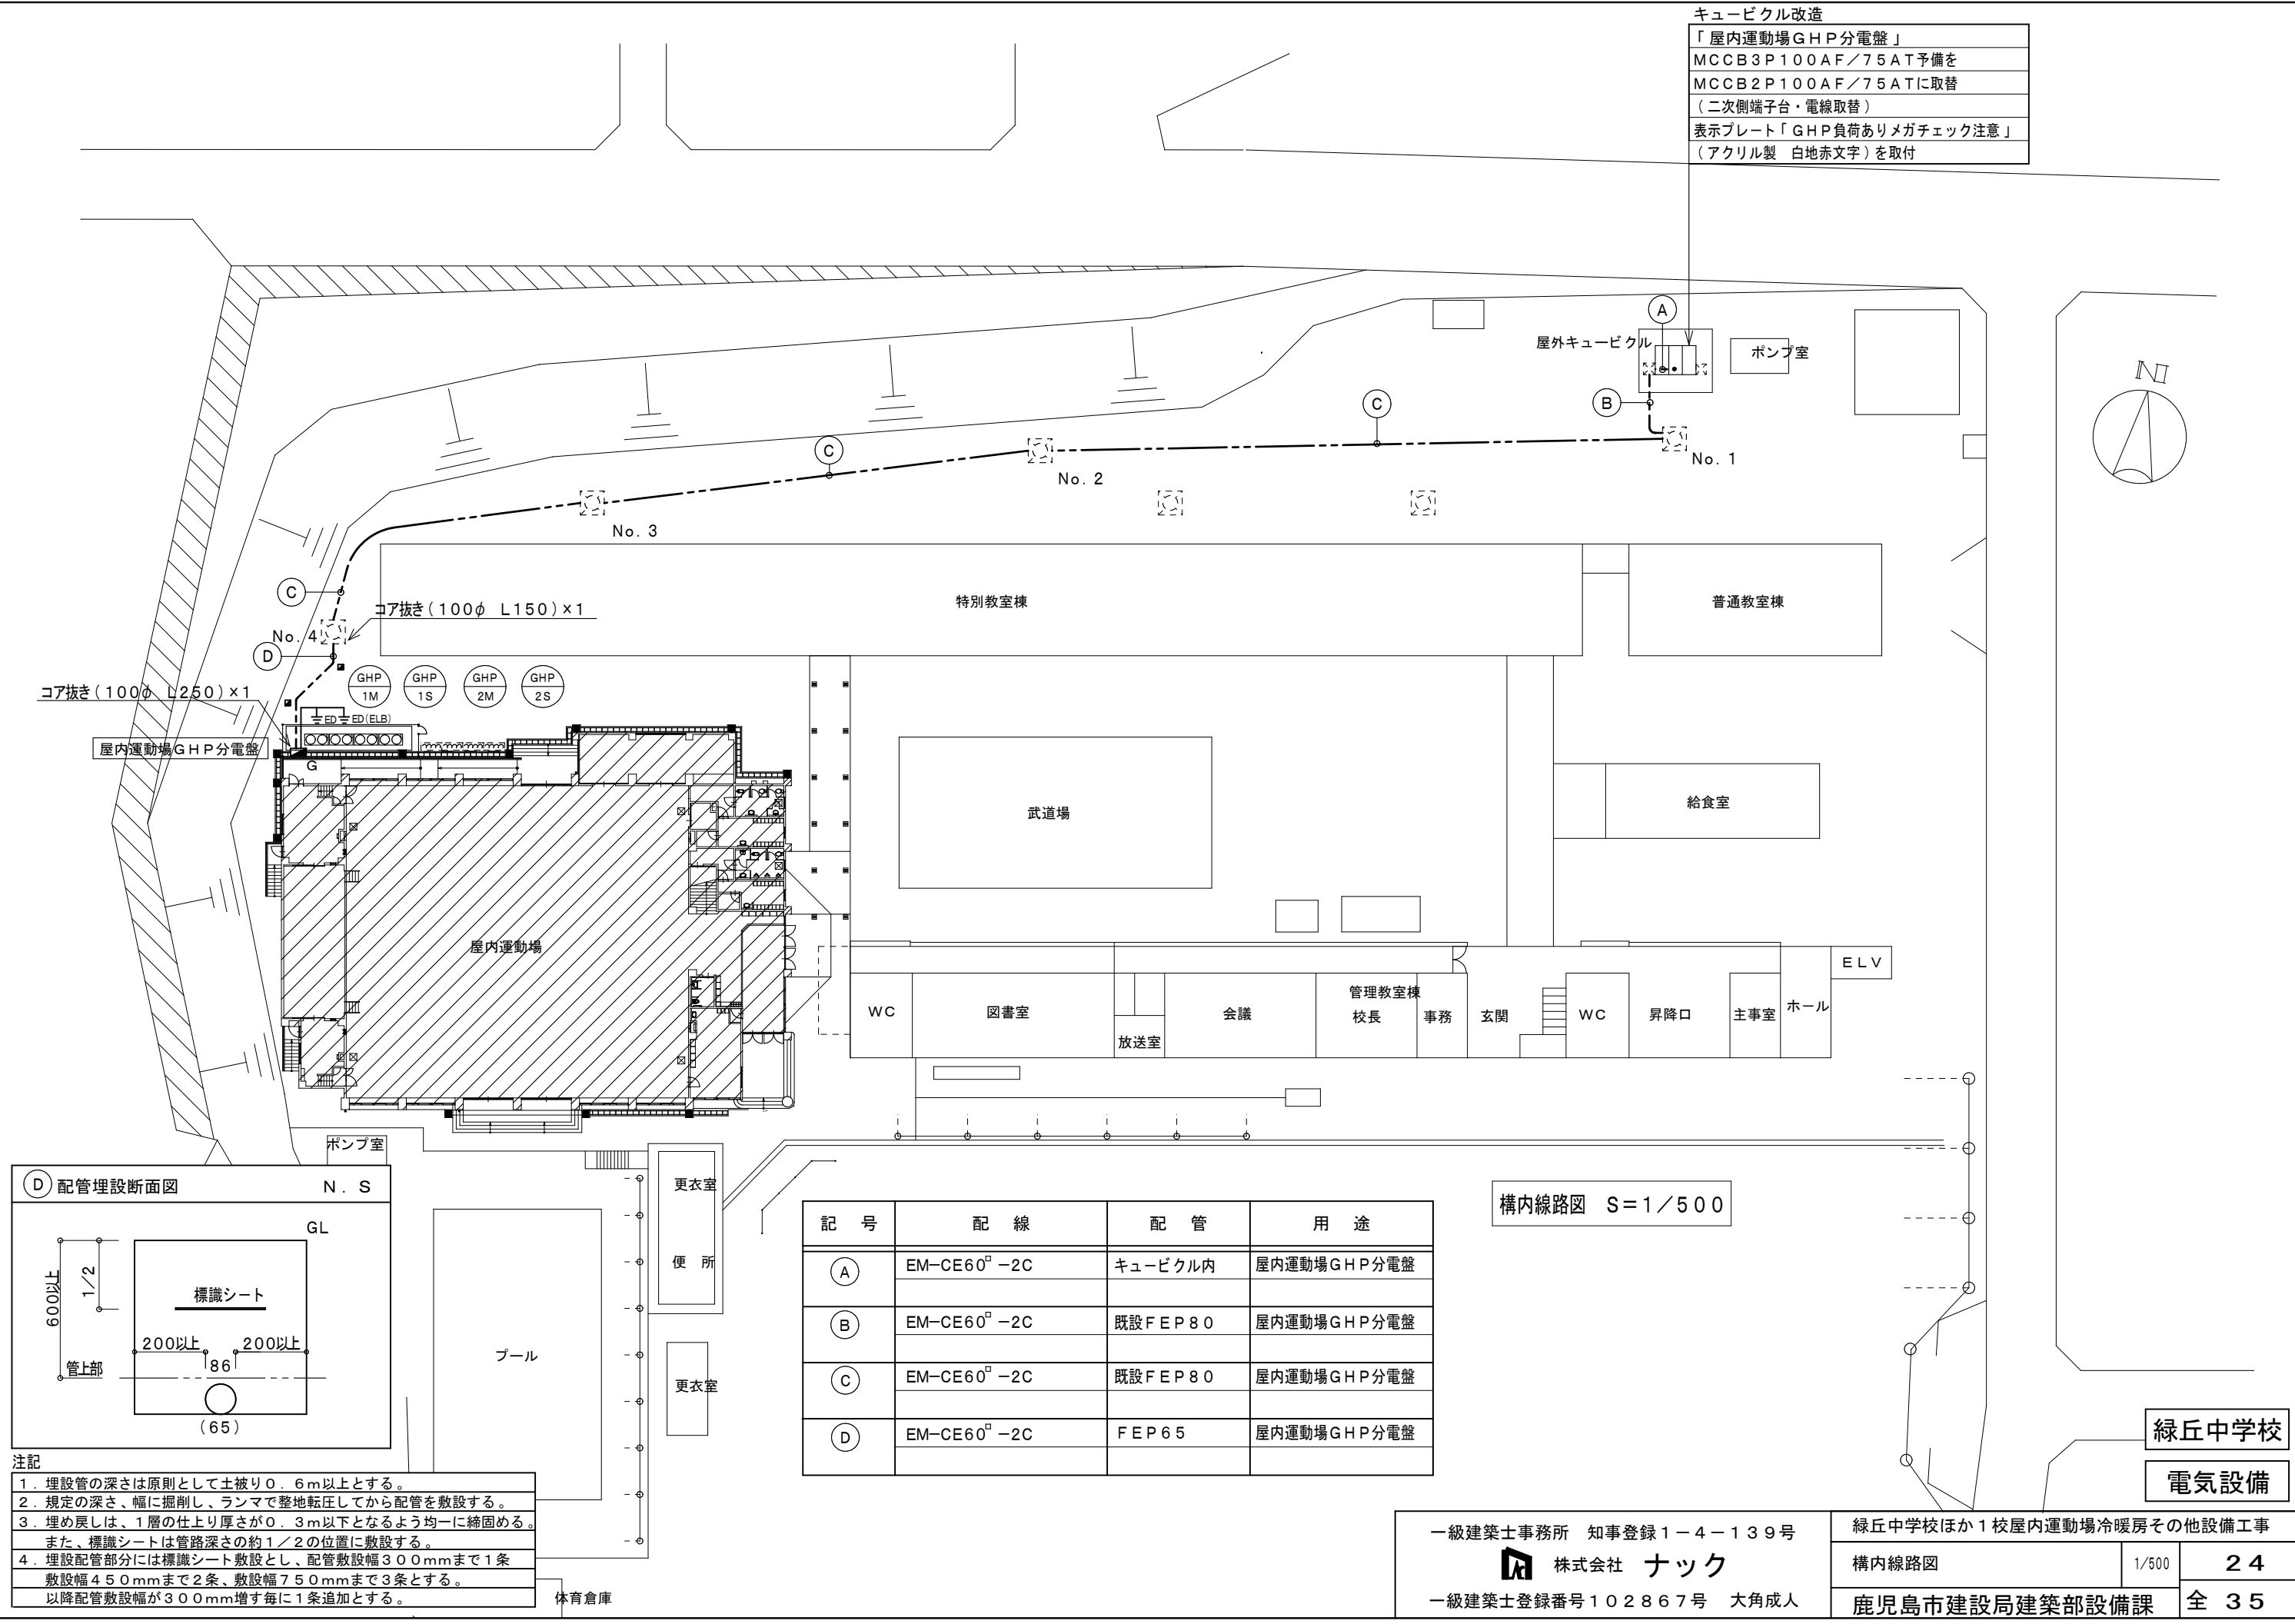 キュービクル改造
「屋内運動場ＧＨＰ分電盤」
ＭＣＣＢ３Ｐ１００ＡＦ／７５ＡＴ予備を
ＭＣＣＢ２Ｐ１００ＡＦ／７５ＡＴに取替
（二次側端子台・電線取替）
表示プレート「ＧＨＰ負荷ありメガチェック注意」
（アクリル製　白地赤文字）を取付
A
屋外キュービクル
ポンプ室
N
B
C
No. 1
C
No. 2
No. 3
C
コア抜き(100φ L150)×1
特別教室棟
普通教室棟
No. 4
D
GHP 1M
GHP 1S
GHP 2M
GHP 2S
コア抜き(100φ L250)×1
ED
ED(ELB)
屋内運動場ＧＨＰ分電盤
G
武道場
給食室
屋内運動場
ＥＬＶ
管理教室棟
ＷＣ
図書室
放送室
会議
校長
事務
玄関
ＷＣ
昇降口
主事室
ホール
ポンプ室
更衣室
便　所
更衣室
プール
体育倉庫
D 配管埋設断面図　Ｎ．Ｓ
GL
600以上
1/2
標識シート
200以上
200以上
86
管上部
(65)
構内線路図　Ｓ＝１／５００
記　号　配　線　配　管　用　途
A　EM−CE60□−2C　キュービクル内　屋内運動場ＧＨＰ分電盤
B　EM−CE60□−2C　既設ＦＥＰ８０　屋内運動場ＧＨＰ分電盤
C　EM−CE60□−2C　既設ＦＥＰ８０　屋内運動場ＧＨＰ分電盤
D　EM−CE60□−2C　ＦＥＰ６５　屋内運動場ＧＨＰ分電盤
注記
１．埋設管の深さは原則として土被り０．６ｍ以上とする。
２．規定の深さ、幅に掘削し、ランマで整地転圧してから配管を敷設する。
３．埋め戻しは、１層の仕上り厚さが０．３ｍ以下となるよう均一に締固める。
また、標識シートは管路深さの約１／２の位置に敷設する。
４．埋設配管部分には標識シート敷設とし、配管敷設幅３００ｍｍまで１条
敷設幅４５０ｍｍまで２条、敷設幅７５０ｍｍまで３条とする。
以降配管敷設幅が３００ｍｍ増す毎に１条追加とする。
緑丘中学校
電気設備
一級建築士事務所　知事登録１−４−１３９号
株式会社　ナック
一級建築士登録番号１０２８６７号　大角成人
緑丘中学校ほか１校屋内運動場冷暖房その他設備工事
構内線路図　1/500　２４
鹿児島市建設局建築部設備課　全　３５